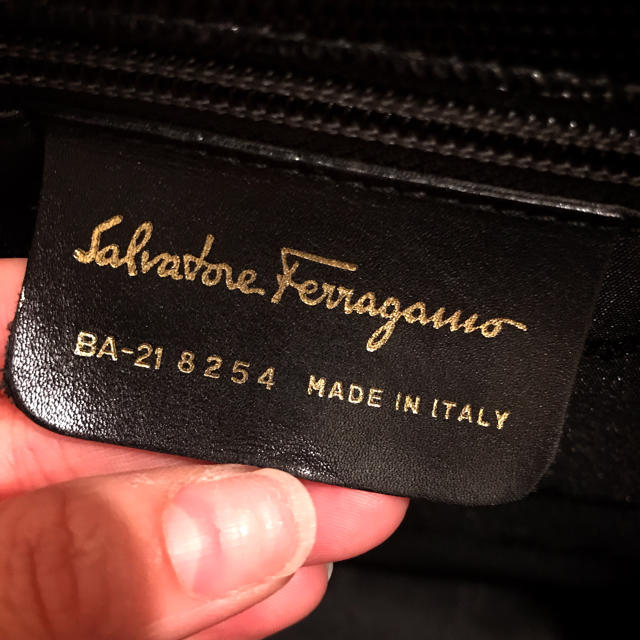 Salvatore Ferragamo
BA-21 8254 MADE IN ITALY